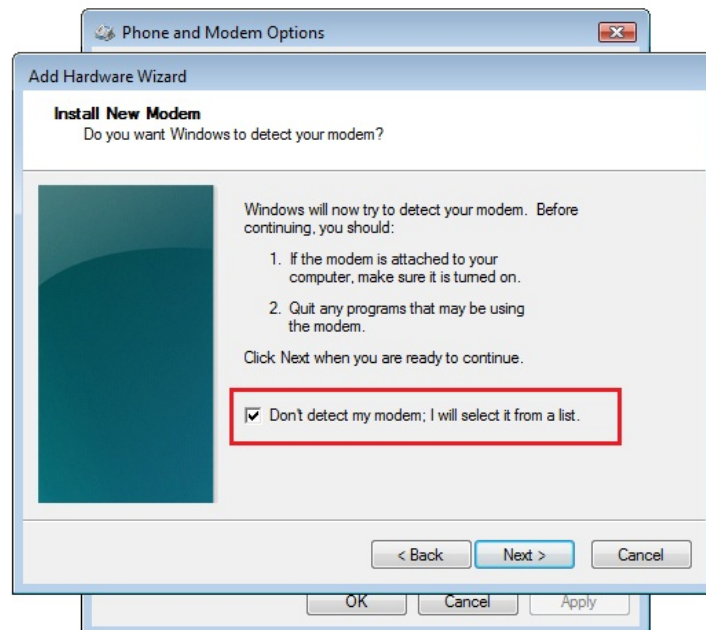 Phone and Modem Options
Add Hardware Wizard
Install New Modem
Do you want Windows to detect your modem?
Windows will now try to detect your modem. Before
continuing, you should:
1. If the modem is attached to your
computer, make sure it is turned on.
2. Quit any programs that may be using
the modem.
Click Next when you are ready to continue.
Don't detect my modem; I will select it from a list.
< Back Next > Cancel
OK Cancel Apply